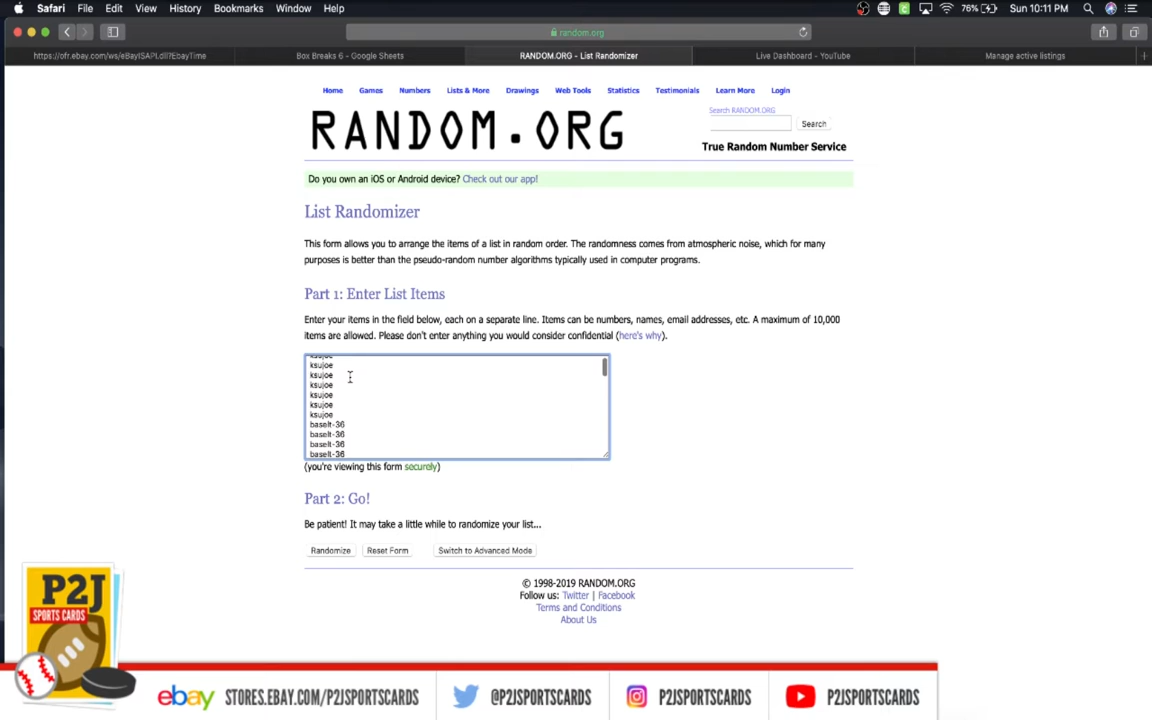 Safari File Edit View History Bookmarks Window Help 76% Sun 10:11 PM
random.org
https://ofr.ebay.com/ws/eBayISAPI.dll?EbayTime Box Breaks 6 - Google Sheets RANDOM.ORG - List Randomizer Live Dashboard - YouTube Manage active listings
Home Games Numbers Lists & More Drawings Web Tools Statistics Testimonials Learn More Login
Search RANDOM.ORG
Search
RANDOM.ORG
True Random Number Service
Do you own an iOS or Android device? Check out our app!
List Randomizer
This form allows you to arrange the items of a list in random order. The randomness comes from atmospheric noise, which for many
purposes is better than the pseudo-random number algorithms typically used in computer programs.
Part 1: Enter List Items
Enter your items in the field below, each on a separate line. Items can be numbers, names, email addresses, etc. A maximum of 10,000
items are allowed. Please don't enter anything you would consider confidential (here's why).
ksujoe
ksujoe
ksujoe
ksujoe
ksujoe
ksujoe
ksujoe
baselt-36
baselt-36
baselt-36
baselt-36
(you're viewing this form securely)
Part 2: Go!
Be patient! It may take a little while to randomize your list...
Randomize Reset Form Switch to Advanced Mode
© 1998-2019 RANDOM.ORG
Follow us: Twitter | Facebook
Terms and Conditions
About Us
P2J
SPORTS CARDS
ebay STORES.EBAY.COM/P2JSPORTSCARDS @P2JSPORTSCARDS P2JSPORTSCARDS P2JSPORTSCARDS